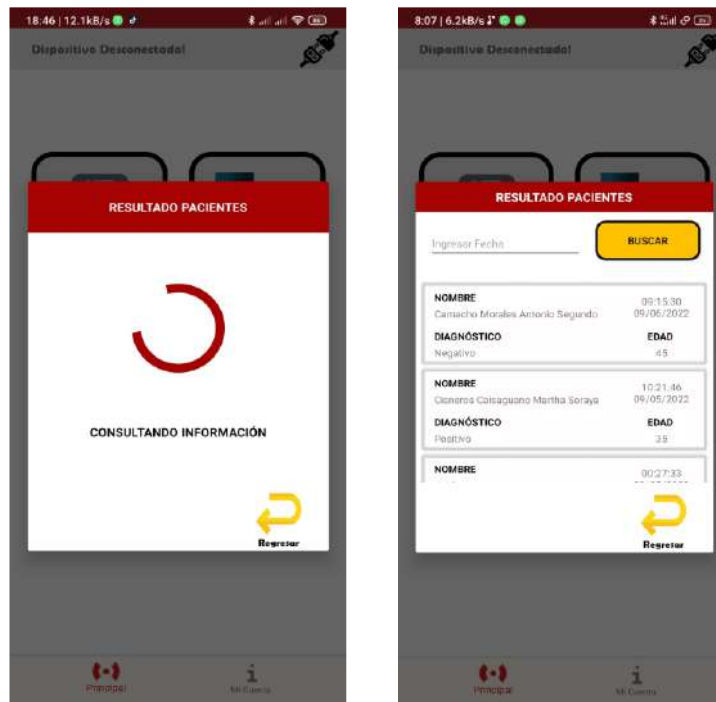 18:46 | 12.1kB/s
Dispositivo Desconectado!
RESULTADO PACIENTES
CONSULTANDO INFORMACIÓN
Regresar
Principal
Mi Cuenta
8:07 | 6.2kB/s
Dispositivo Desconectado!
RESULTADO PACIENTES
Ingresar Fecha
BUSCAR
NOMBRE
09:15:30
Camacho Morales Antonio Segundo
09/06/2022
DIAGNÓSTICO
EDAD
Negativo
45
NOMBRE
10:21:46
Cisneros Caisaguano Martha Soraya
09/05/2022
DIAGNÓSTICO
EDAD
Positivo
NOMBRE
00:27:33
Regresar
Principal
Mi Cuenta